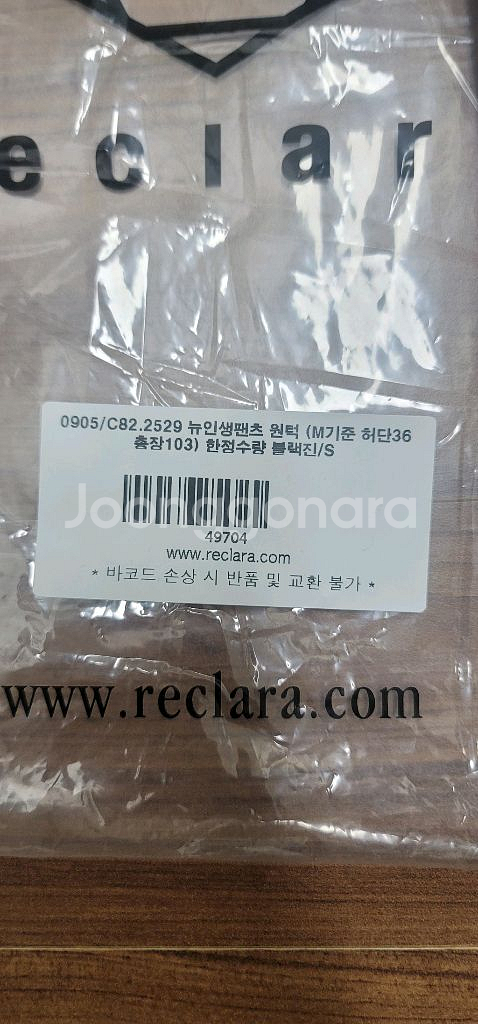 eclar
0905/C82.2529 뉴인생팬츠 원턱 (M기준 허단36
총장103) 한정수량 블랙진/S
Joonggonara
49704
www.reclara.com
* 바코드 손상 시 반품 및 교환 불가 *
www.reclara.com